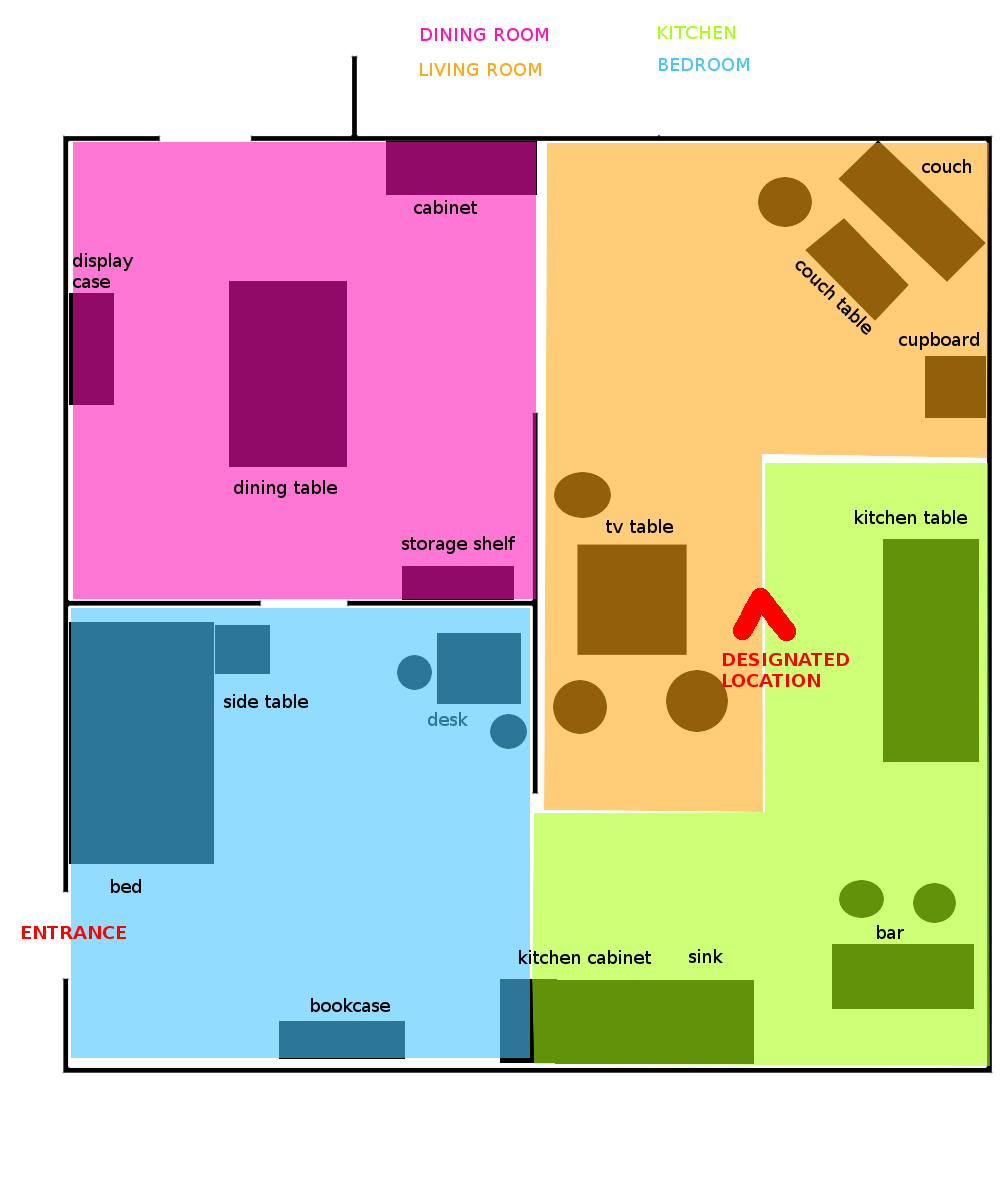 DINING ROOM
KITCHEN
LIVING ROOM
BEDROOM
couch
cabinet
display
case
couch table
cupboard
dining table
kitchen table
tv table
storage shelf
DESIGNATED
LOCATION
side table
desk
bed
ENTRANCE
bar
kitchen cabinet
sink
bookcase